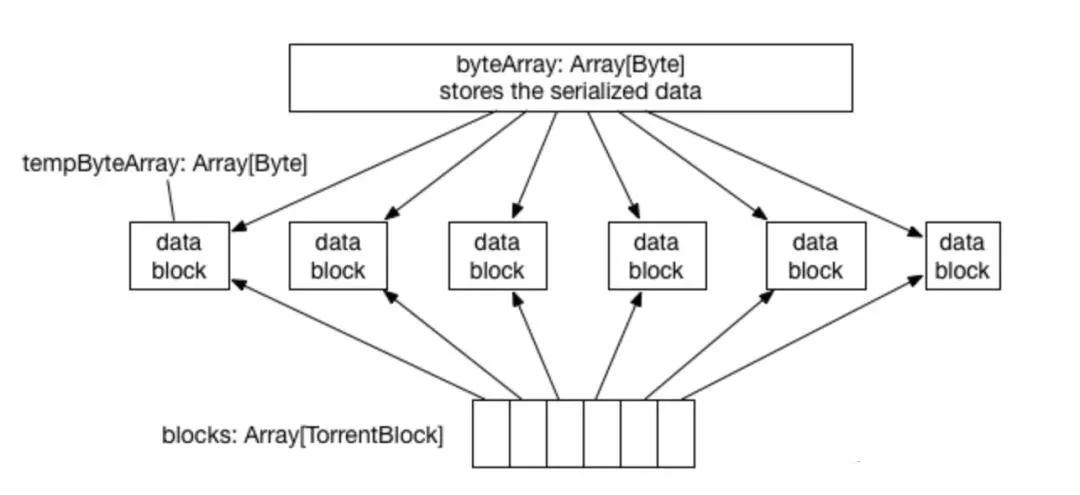 byteArray: Array[Byte]
stores the serialized data
tempByteArray: Array[Byte]
data
block
data
block
data
block
data
block
data
block
data
block
blocks: Array[TorrentBlock]